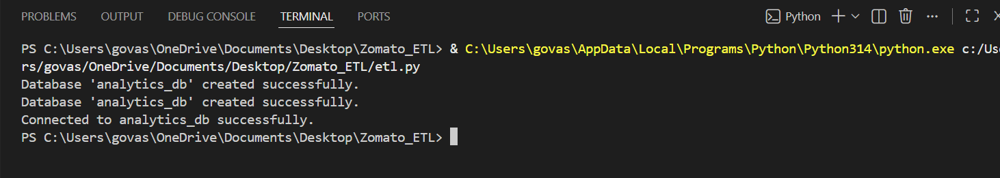 PROBLEMS OUTPUT DEBUG CONSOLE TERMINAL PORTS Python
PS C:\Users\govas\OneDrive\Documents\Desktop\Zomato_ETL> & C:\Users\govas\AppData\Local\Programs\Python\Python314\python.exe c:/Use
rs/govas/OneDrive/Documents/Desktop/Zomato_ETL/etl.py
Database 'analytics_db' created successfully.
Database 'analytics_db' created successfully.
Connected to analytics_db successfully.
PS C:\Users\govas\OneDrive\Documents\Desktop\Zomato_ETL>